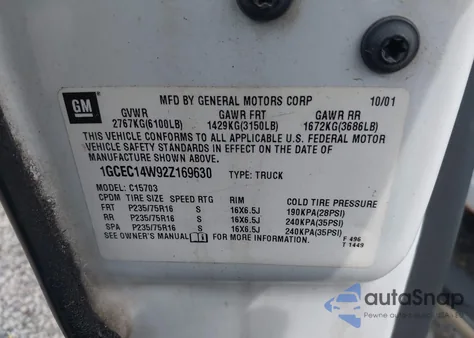 GM
MFD BY GENERAL MOTORS CORP 10/01
GVWR GAWR FRT GAWR RR
2767KG(6100LB) 1429KG(3150LB) 1672KG(3686LB)
THIS VEHICLE CONFORMS TO ALL APPLICABLE U.S. FEDERAL MOTOR
VEHICLE SAFETY STANDARDS IN EFFECT ON THE DATE OF
MANUFACTURE SHOWN ABOVE.
1GCEC14W92Z169630 TYPE: TRUCK
C15703
CPDM TIRE SIZE SPEED RTG RIM COLD TIRE PRESSURE
FRT P235/75R16 S 16X6.5J 190KPA(28PSI)
RR P235/75R16 S 16X6.5J 240KPA(35PSI)
SPA P235/75R16 S 16X6.5J 240KPA(35PSI)
SEE OWNER'S MANUAL FOR MORE INFORMATION. F 496
T 1449
autoSnap
Pewne auto